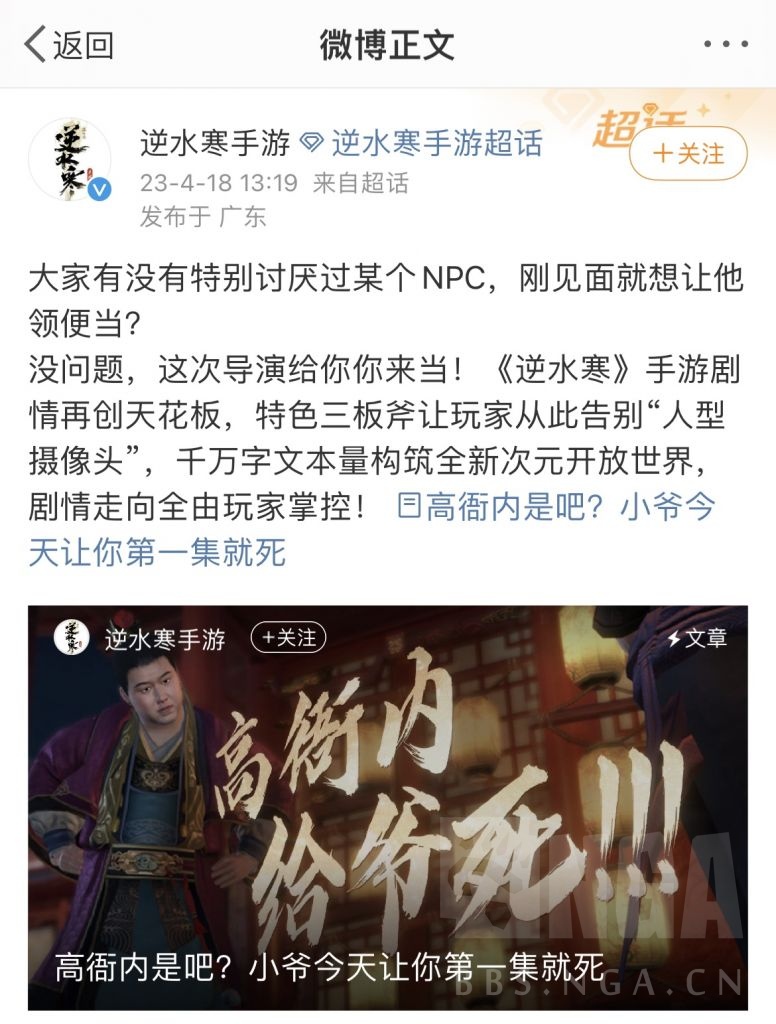 返回
微博正文
逆水寒
逆水寒手游 逆水寒手游超话
超话
+关注
23-4-18 13:19 来自超话
发布于 广东
大家有没有特别讨厌过某个NPC，刚见面就想让他
领便当？
没问题，这次导演给你你来当！《逆水寒》手游剧
情再创天花板，特色三板斧让玩家从此告别“人型
摄像头”，千万字文本量构筑全新次元开放世界，
剧情走向全由玩家掌控！ 高衙内是吧？小爷今
天让你第一集就死
逆水寒
逆水寒手游 +关注
文章
高衙内
给爷死!!!
NGA
高衙内是吧？小爷今天让你第一集就死
BBS.NGA.CN